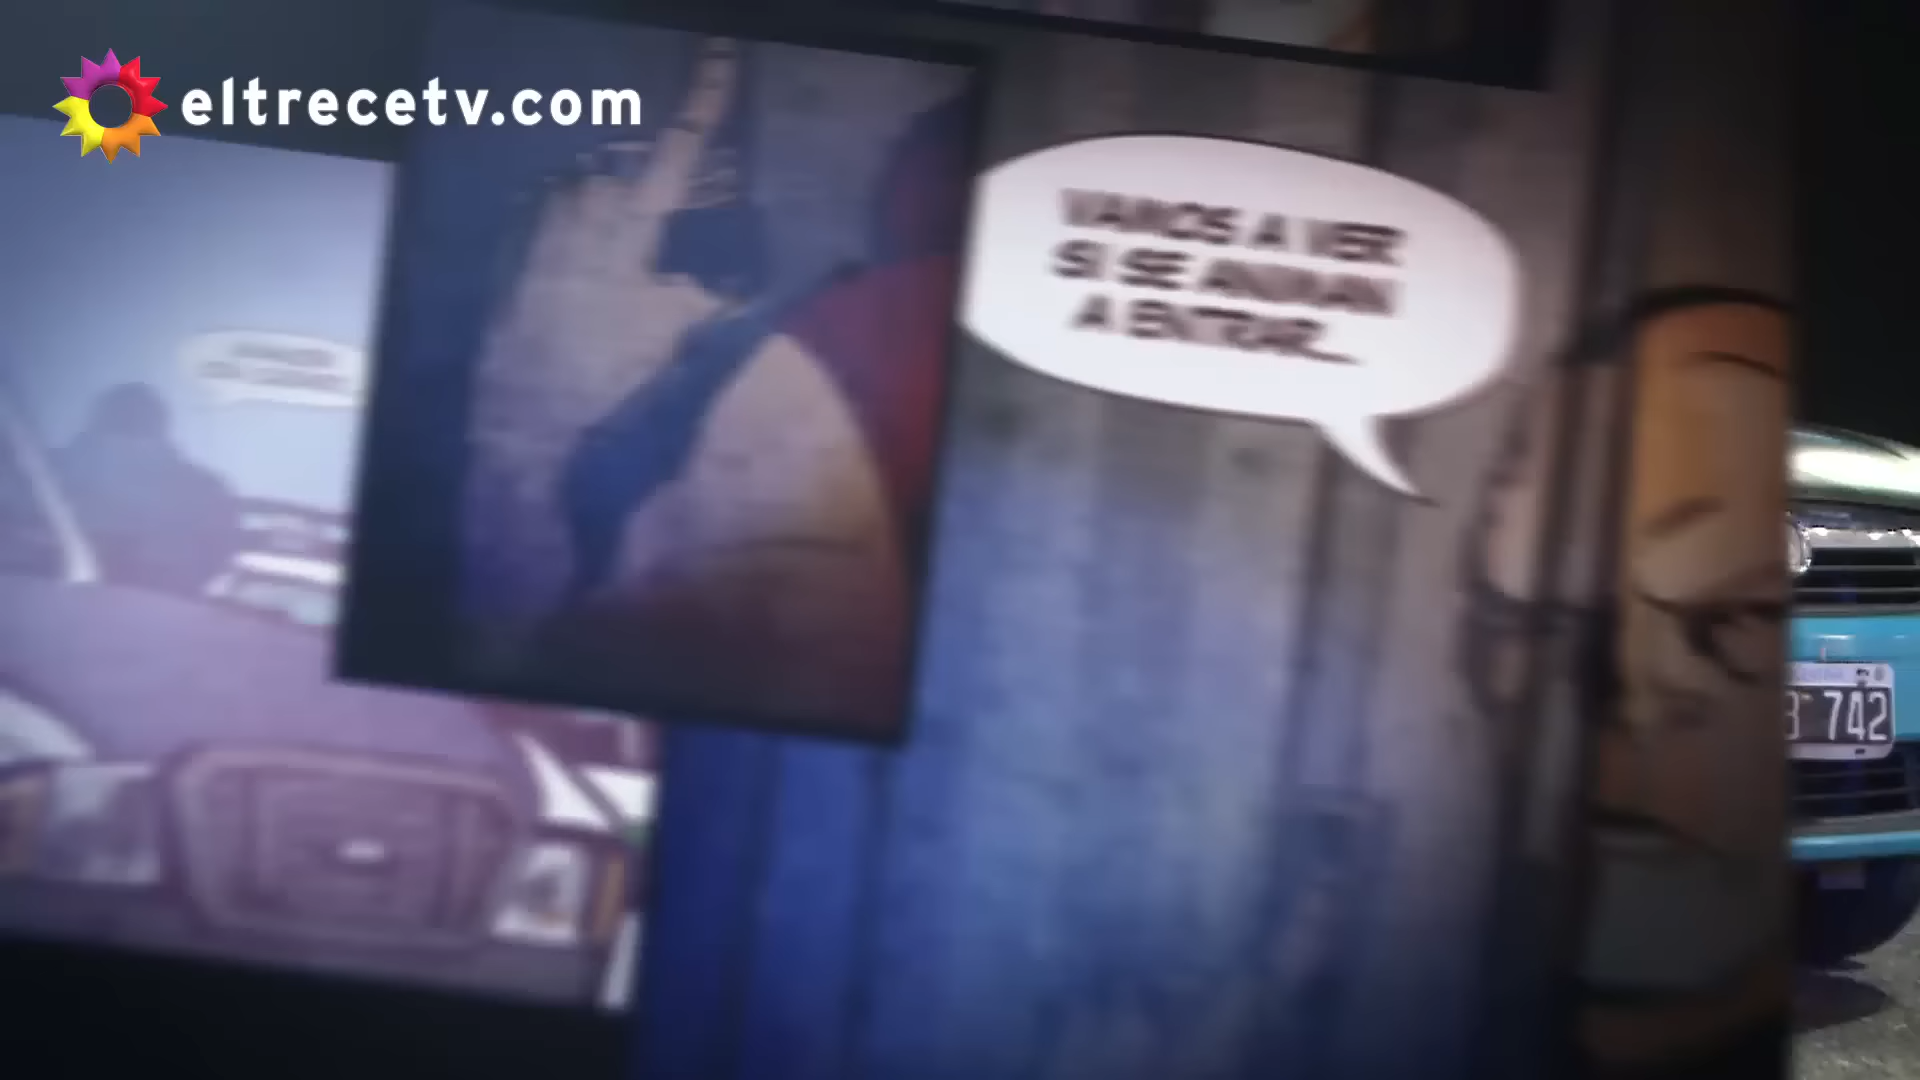 eltrecetv.com
VAMOS A VER
SI SE ANIMAN
A ENTRAR...
742